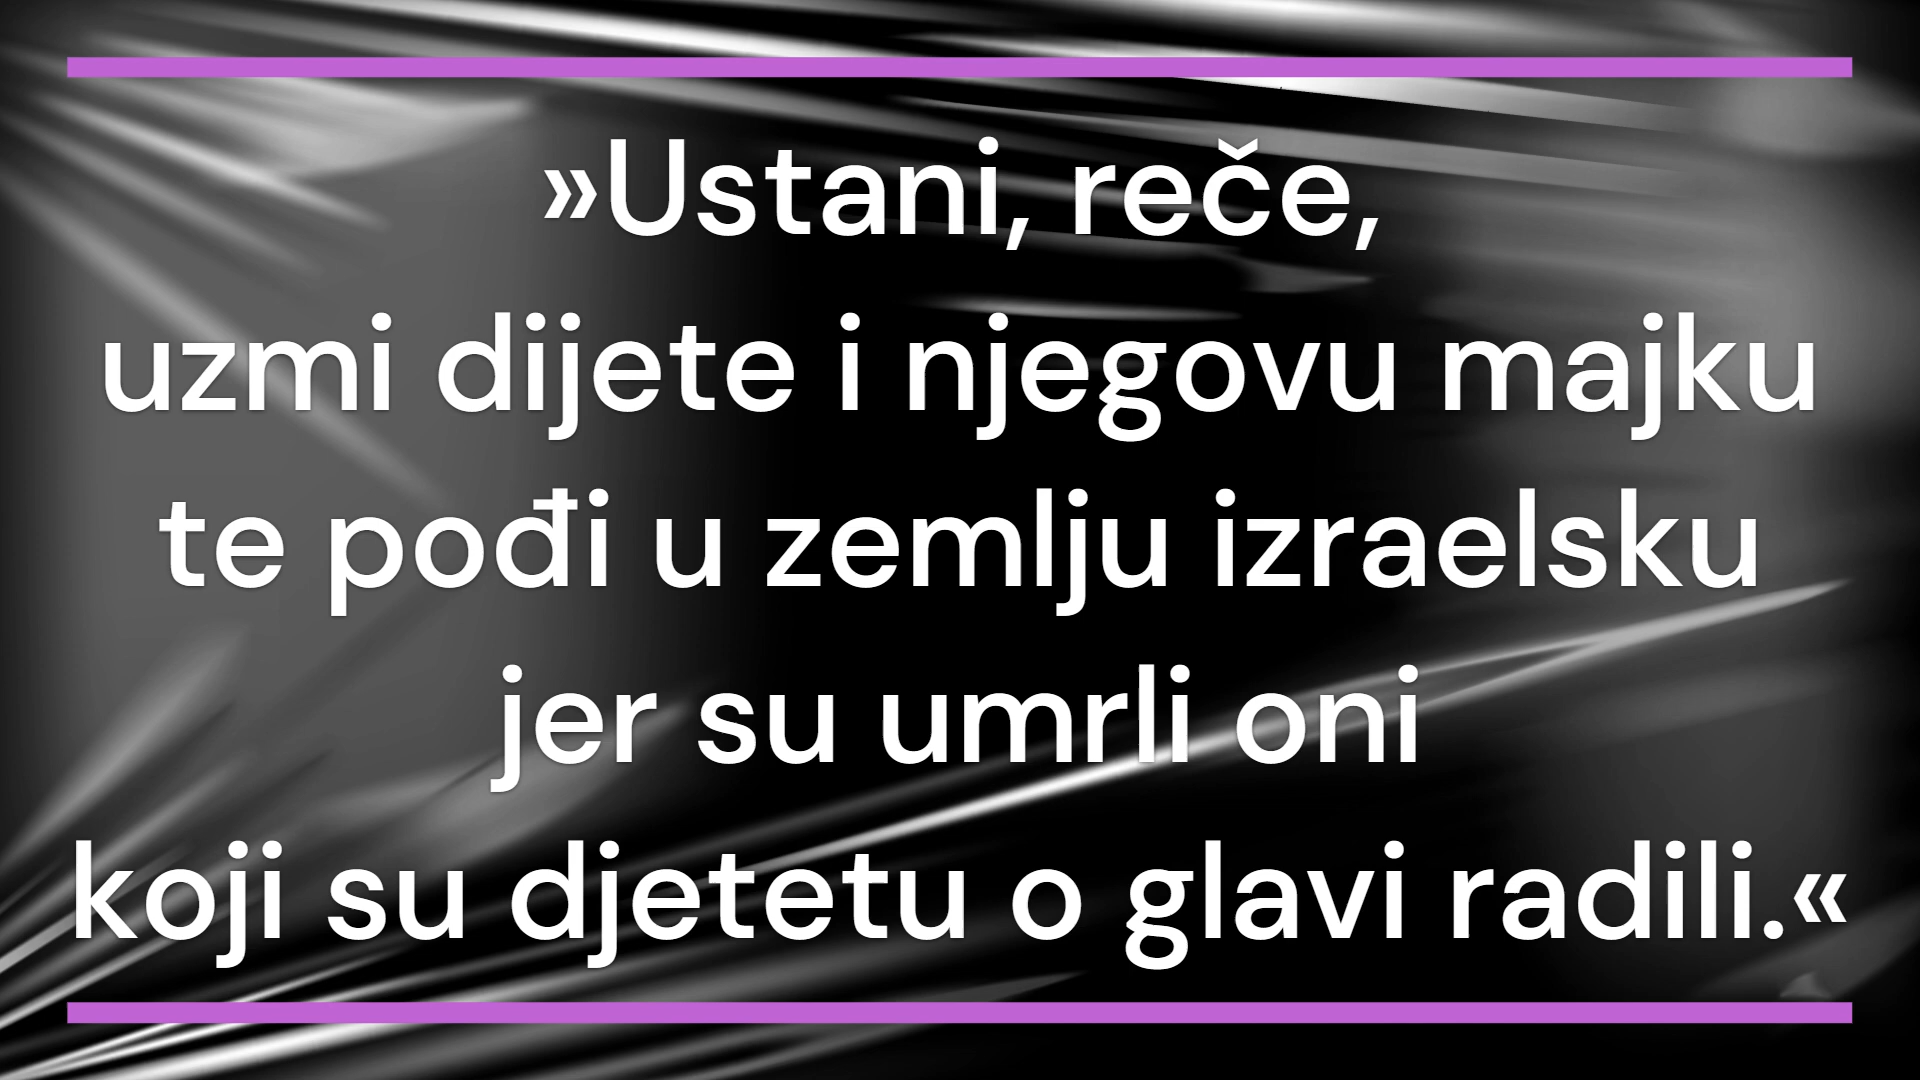 »Ustani, reče,
uzmi dijete i njegovu majku
te pođi u zemlju izraelsku
jer su umrli oni
koji su djetetu o glavi radili.«